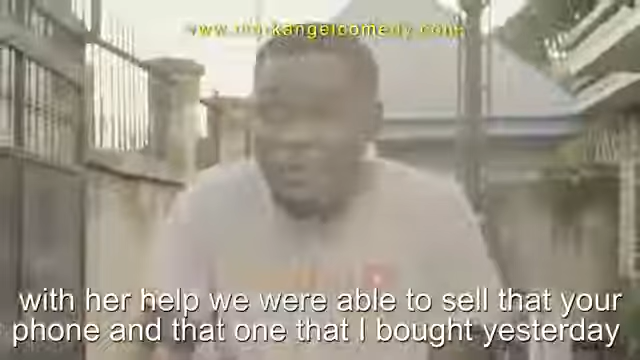 with her help we were able to sell that your
phone and that one that I bought yesterday